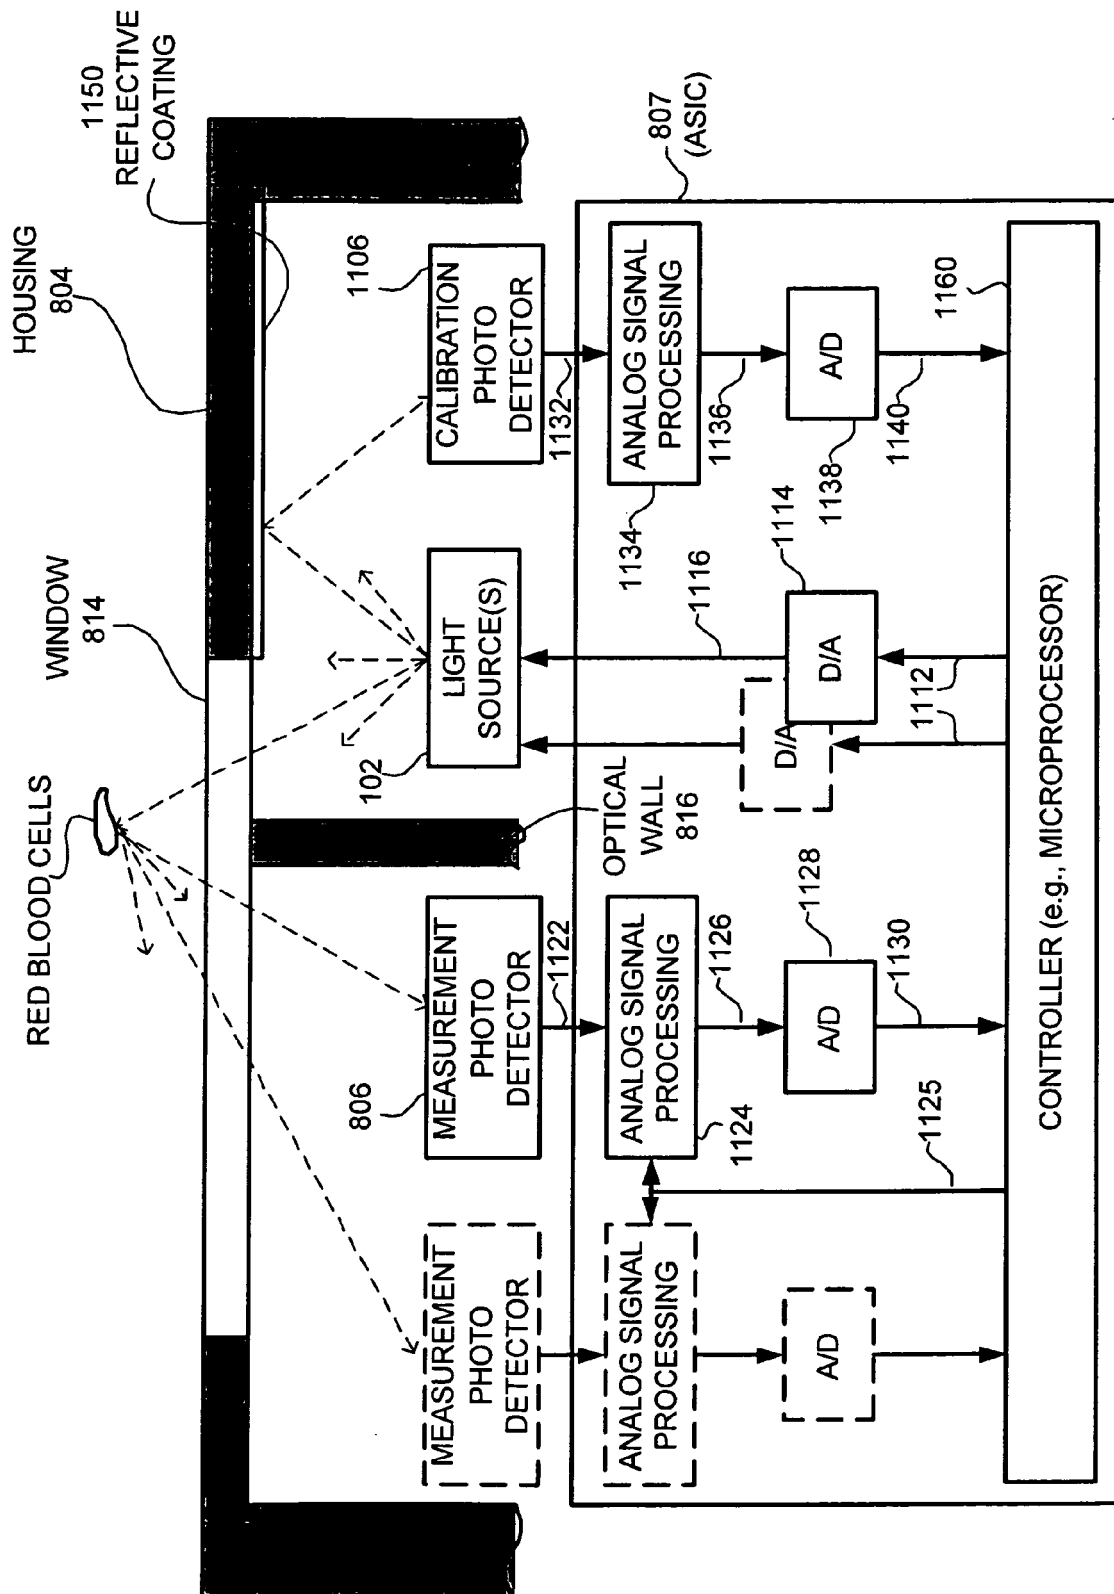 HOUSING
804
1150
REFLECTIVE
COATING
WINDOW
814
RED BLOOD CELLS
807
(ASIC)
1106
CALIBRATION
PHOTO
DETECTOR
LIGHT
SOURCE(S)
102
OPTICAL
WALL
816
MEASUREMENT
PHOTO
DETECTOR
806
MEASUREMENT
PHOTO
DETECTOR
1132
ANALOG SIGNAL
PROCESSING
1134
1136
A/D
1138
1140
1160
1116
1114
D/A
D/A
1112
1122
ANALOG SIGNAL
PROCESSING
1124
1126
1128
A/D
1130
1125
ANALOG SIGNAL
PROCESSING
A/D
CONTROLLER (e.g., MICROPROCESSOR)